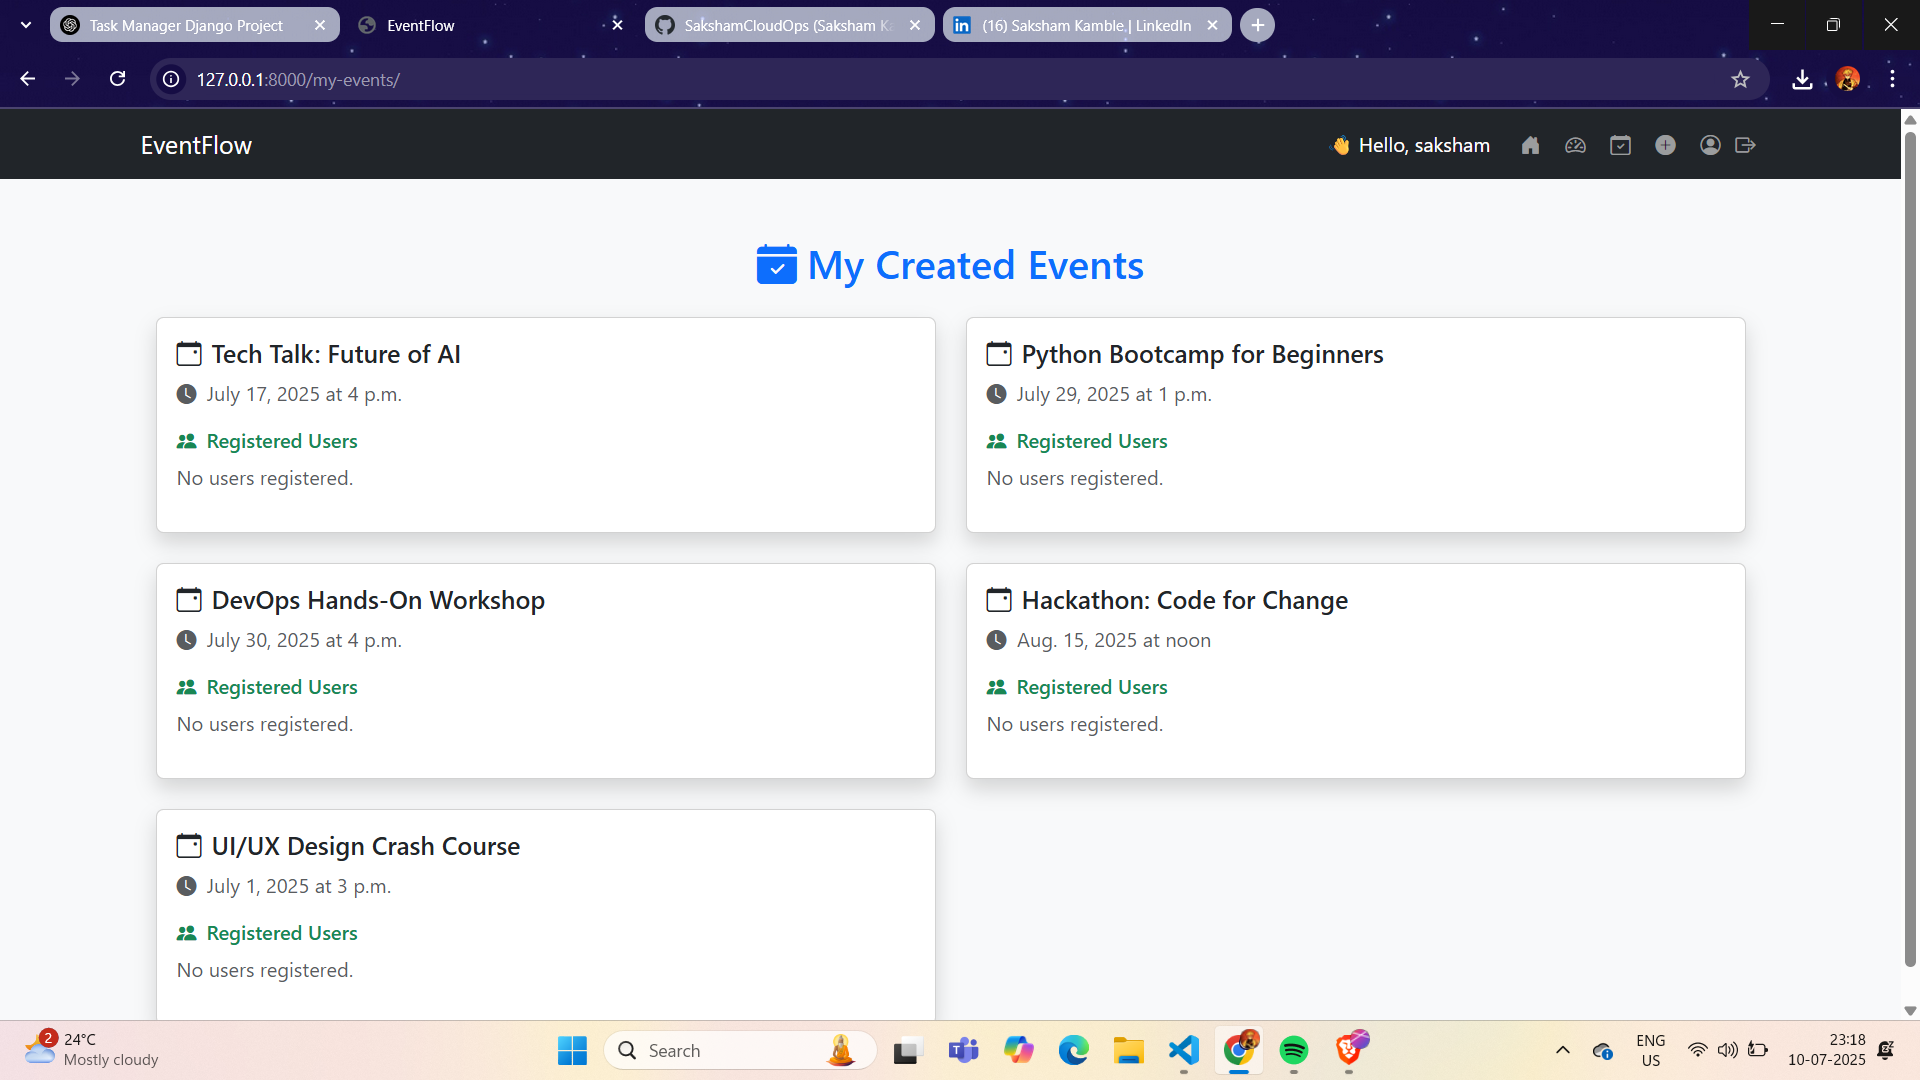 Task Manager Django Project
EventFlow
SakshamCloudOps (Saksham Ka
(16) Saksham Kamble | LinkedIn
127.0.0.1:8000/my-events/
EventFlow
👋 Hello, saksham
My Created Events
Tech Talk: Future of AI
July 17, 2025 at 4 p.m.
Registered Users
No users registered.
Python Bootcamp for Beginners
July 29, 2025 at 1 p.m.
Registered Users
No users registered.
DevOps Hands-On Workshop
July 30, 2025 at 4 p.m.
Registered Users
No users registered.
Hackathon: Code for Change
Aug. 15, 2025 at noon
Registered Users
No users registered.
UI/UX Design Crash Course
July 1, 2025 at 3 p.m.
Registered Users
No users registered.
2
24°C
Mostly cloudy
Search
ENG
US
23:18
10-07-2025